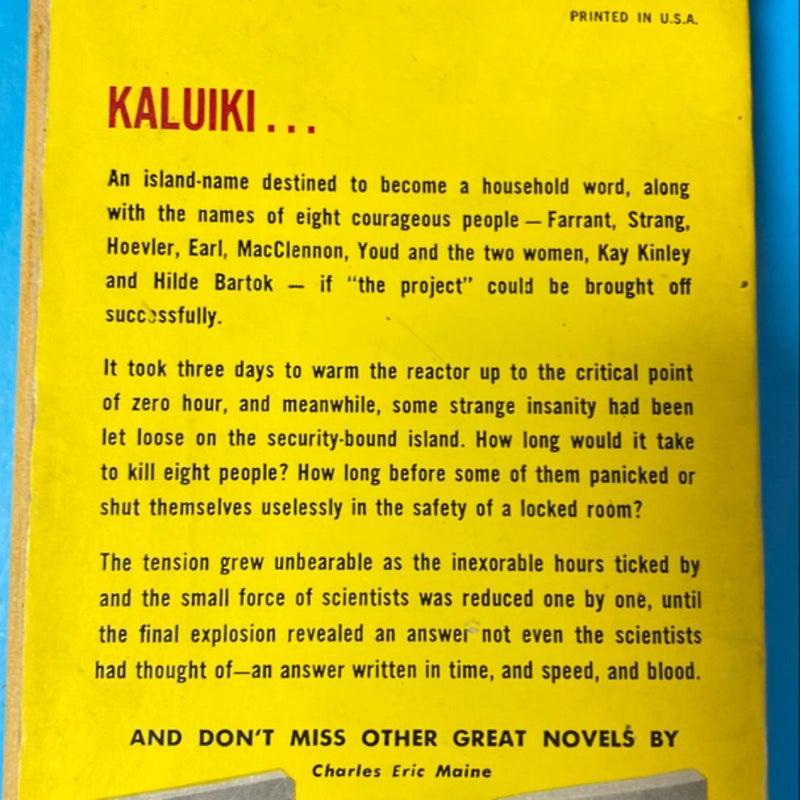 PRINTED IN U.S.A.
KALUIKI...
An island-name destined to become a household word, along
with the names of eight courageous people — Farrant, Strang,
Hoevler, Earl, MacClennon, Youd and the two women, Kay Kinley
and Hilde Bartok — if "the project" could be brought off
successfully.
It took three days to warm the reactor up to the critical point
of zero hour, and meanwhile, some strange insanity had been
let loose on the security-bound island. How long would it take
to kill eight people? How long before some of them panicked or
shut themselves uselessly in the safety of a locked room?
The tension grew unbearable as the inexorable hours ticked by
and the small force of scientists was reduced one by one, until
the final explosion revealed an answer not even the scientists
had thought of—an answer written in time, and speed, and blood.
AND DON'T MISS OTHER GREAT NOVELS BY
Charles Eric Maine